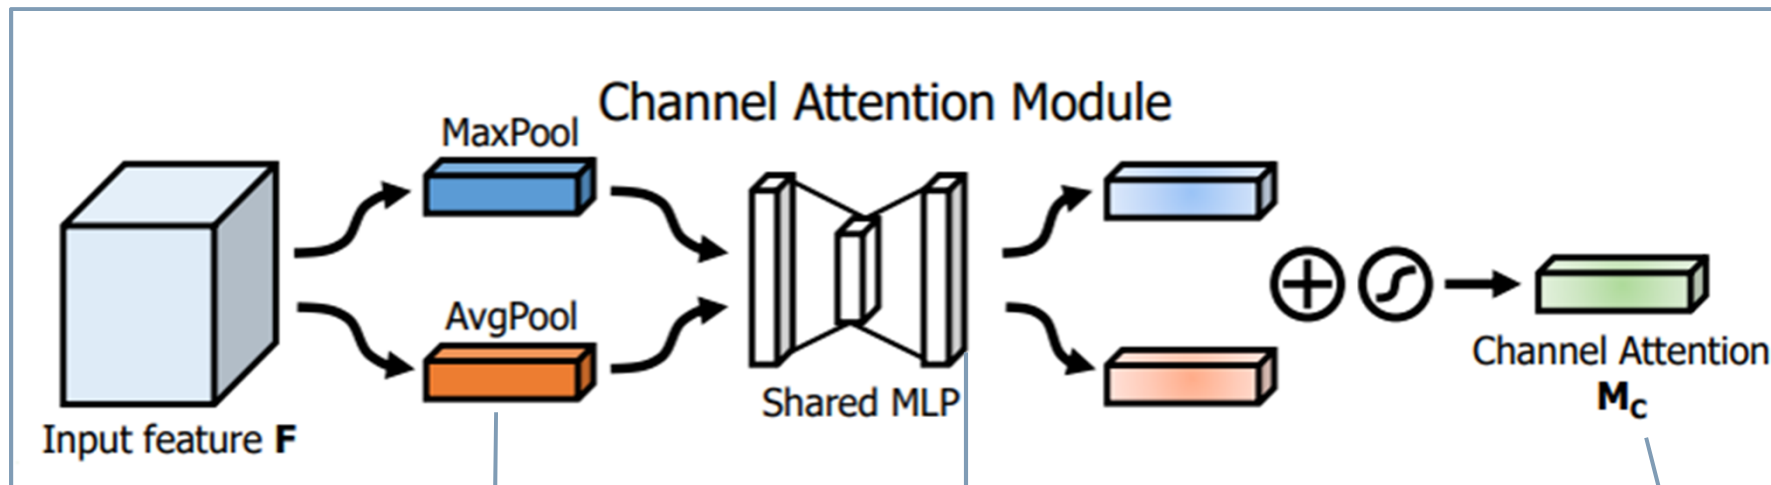 Channel Attention Module
MaxPool
AvgPool
Shared MLP
Input feature F
Channel Attention
Mc